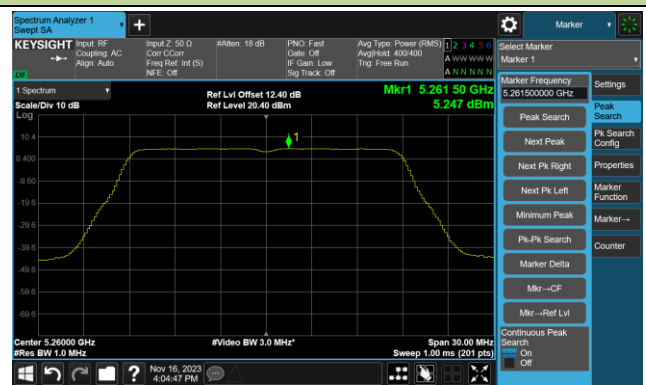 Spectrum Analyzer 1
Swept SA
Marker
KEYSIGHT
Input: RF
Coupling: AC
Align: Auto
Input Z: 50 Ω
Corr CCorr
Freq Ref: Int (S)
NFE: Off
#Atten: 18 dB
PNO: Fast
Gate: Off
IF Gain: Low
Sig Track: Off
Avg Type: Power (RMS)
Avg|Hold: 400/400
Trig: Free Run
1 2 3 4 5 6
A W W W W W
A N N N N N
LXI
Select Marker
Marker 1
1 Spectrum
Scale/Div 10 dB
Log
Ref Lvl Offset 12.40 dB
Ref Level 20.40 dBm
Mkr1 5.261 50 GHz
5.247 dBm
10.4
0.400
-9.60
-19.6
-29.6
-39.6
-49.6
-59.6
-69.6
1
Center 5.26000 GHz
#Res BW 1.0 MHz
#Video BW 3.0 MHz*
Span 30.00 MHz
Sweep 1.00 ms (201 pts)
Marker Frequency
5.261500000 GHz
Peak Search
Next Peak
Next Pk Right
Next Pk Left
Minimum Peak
Pk-Pk Search
Marker Delta
Mkr→CF
Mkr→Ref Lvl
Continuous Peak
Search
On
Off
Settings
Peak
Search
Pk Search
Config
Properties
Marker
Function
Marker→
Counter
Nov 16, 2023
4:04:47 PM